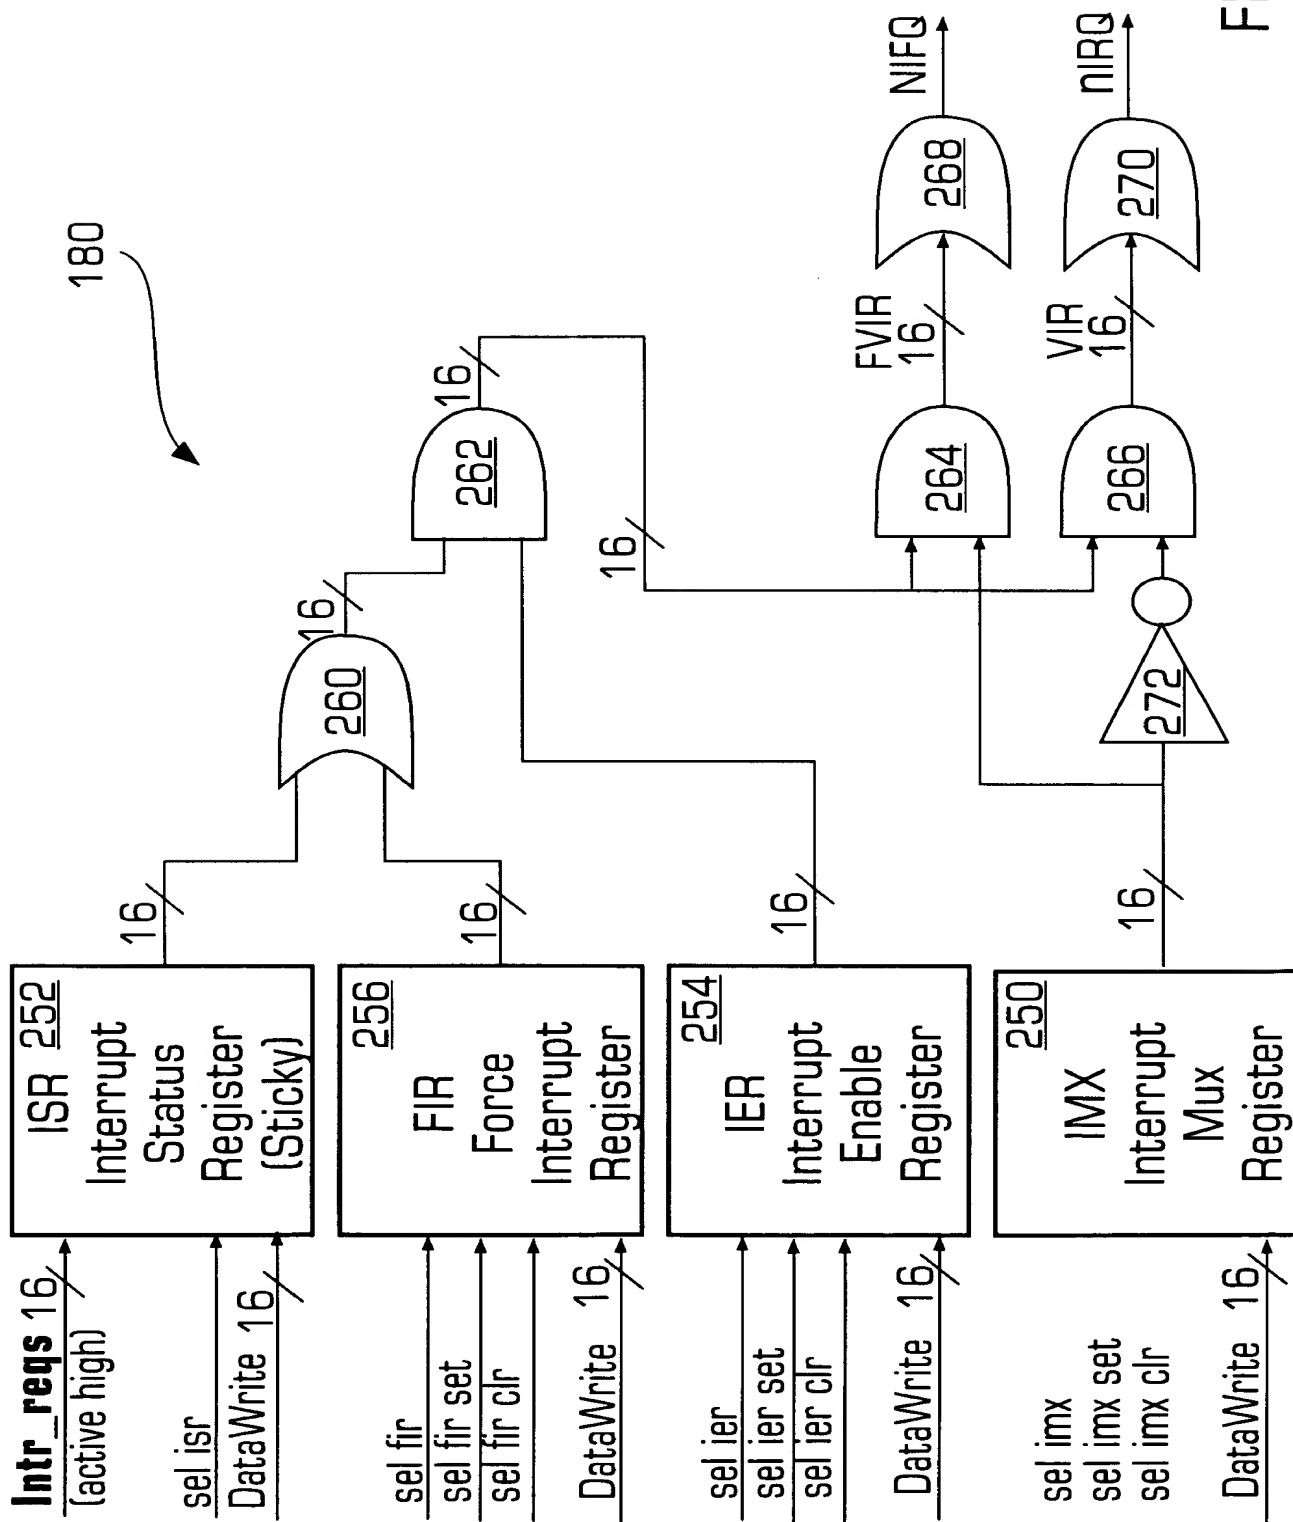 180
Intr_reqs 16
(active high)
sel isr
DataWrite 16
ISR 252
Interrupt
Status
Register
(Sticky)
16
sel fir
sel fir set
sel fir clr
DataWrite 16
FIR 256
Force
Interrupt
Register
16
260
16
262
16
sel ier
sel ier set
sel ier clr
DataWrite 16
IER 254
Interrupt
Enable
Register
16
16
sel imx
sel imx set
sel imx clr
DataWrite 16
IMX 250
Interrupt
Mux
Register
16
272
264
FVIR
16
268
NIFQ
266
VIR
16
270
nIRQ